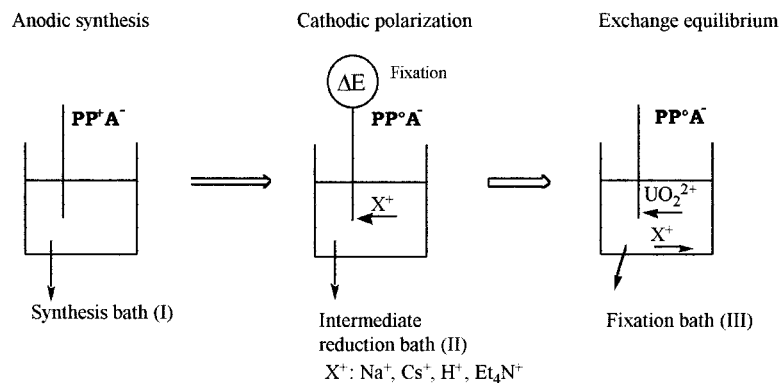 Anodic synthesis
Cathodic polarization
Exchange equilibrium
ΔE
Fixation
PP⁺A⁻
PP°A⁻
PP°A⁻
X⁺
UO₂²⁺
X⁺
Synthesis bath (I)
Intermediate
reduction bath (II)
X⁺: Na⁺, Cs⁺, H⁺, Et₄N⁺
Fixation bath (III)